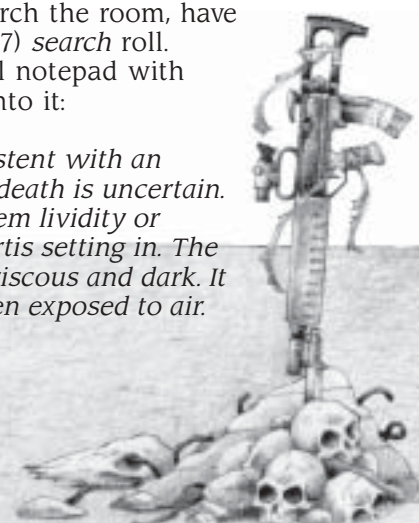 rch the room, have
7) search roll.
l notepad with
nto it:
stent with an
death is uncertain.
em lividity or
rtis setting in. The
iscous and dark. It
en exposed to air.